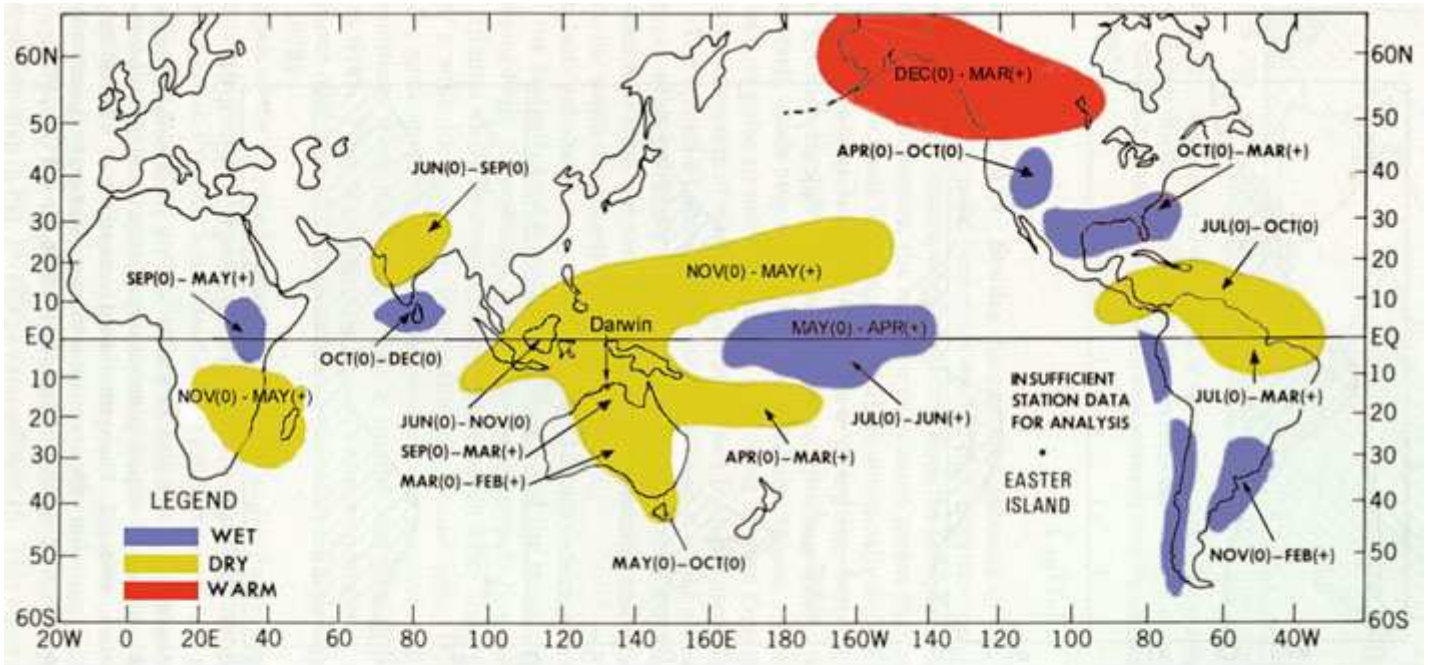 60N
50
40
30
20
10
EQ
10
20
30
40
50
60S
DEC(0) - MAR(+)
APR(0)-OCT(0)
OCT(0)-MAR(+)
JUN(0)-SEP(0)
JUL(0)-OCT(0)
SEP(0)-MAY(+)
NOV(0) - MAY(+)
Darwin
MAY(0) - APR(+)
OCT(0)-DEC(0)
NOV(0) - MAY(+)
JUN(0)-NOV(0)
SEP(0)-MAR(+)
MAR(0)-FEB(+)
JUL(0)-JUN(+)
APR(0)-MAR(+)
INSUFFICIENT
STATION DATA
FOR ANALYSIS
EASTER
ISLAND
JUL(0)-MAR(+)
LEGEND
WET
DRY
WARM
MAY(0)-OCT(0)
NOV(0)-FEB(+)
60N
50
40
30
20
10
EQ
10
20
30
40
50
60S
20W 0 20E 40 60 80 100 120 140 160E 180 160W 140 120 100 80 60 40W